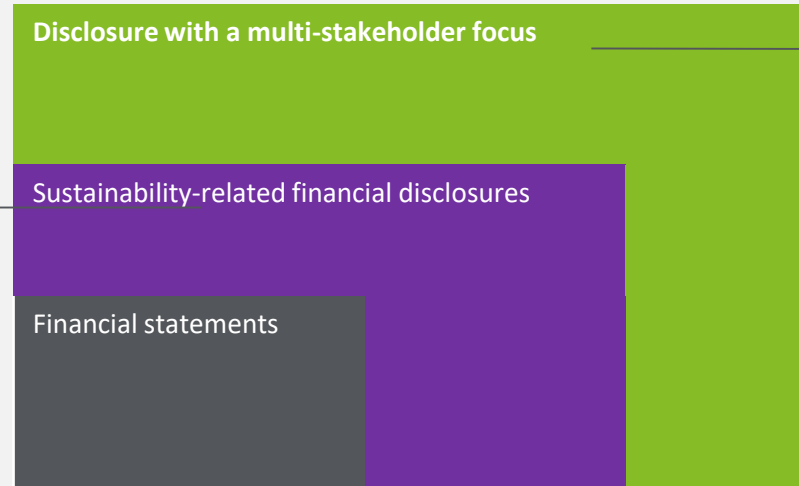 Disclosure with a multi-stakeholder focus
Sustainability-related financial disclosures
Financial statements